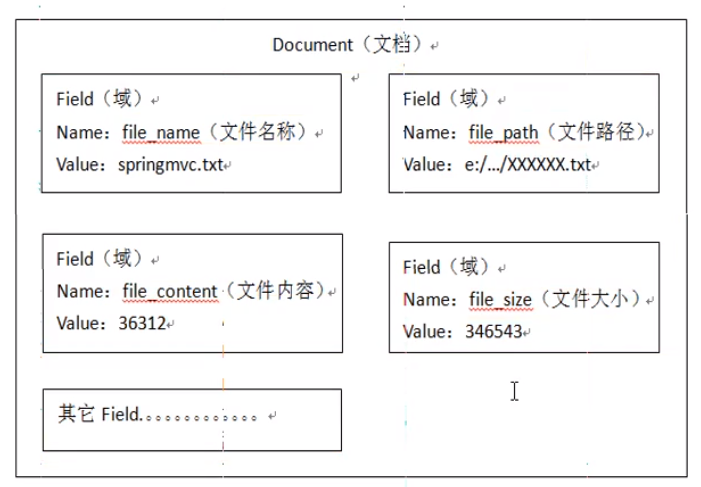 Document（文档）
Field（域）
Name：file_name（文件名称）
Value：springmvc.txt
Field（域）
Name：file_path（文件路径）
Value：e:/.../XXXXXX.txt
Field（域）
Name：file_content（文件内容）
Value：36312
Field（域）
Name：file_size（文件大小）
Value：346543
其它 Field.。。。。。。。。。。。。